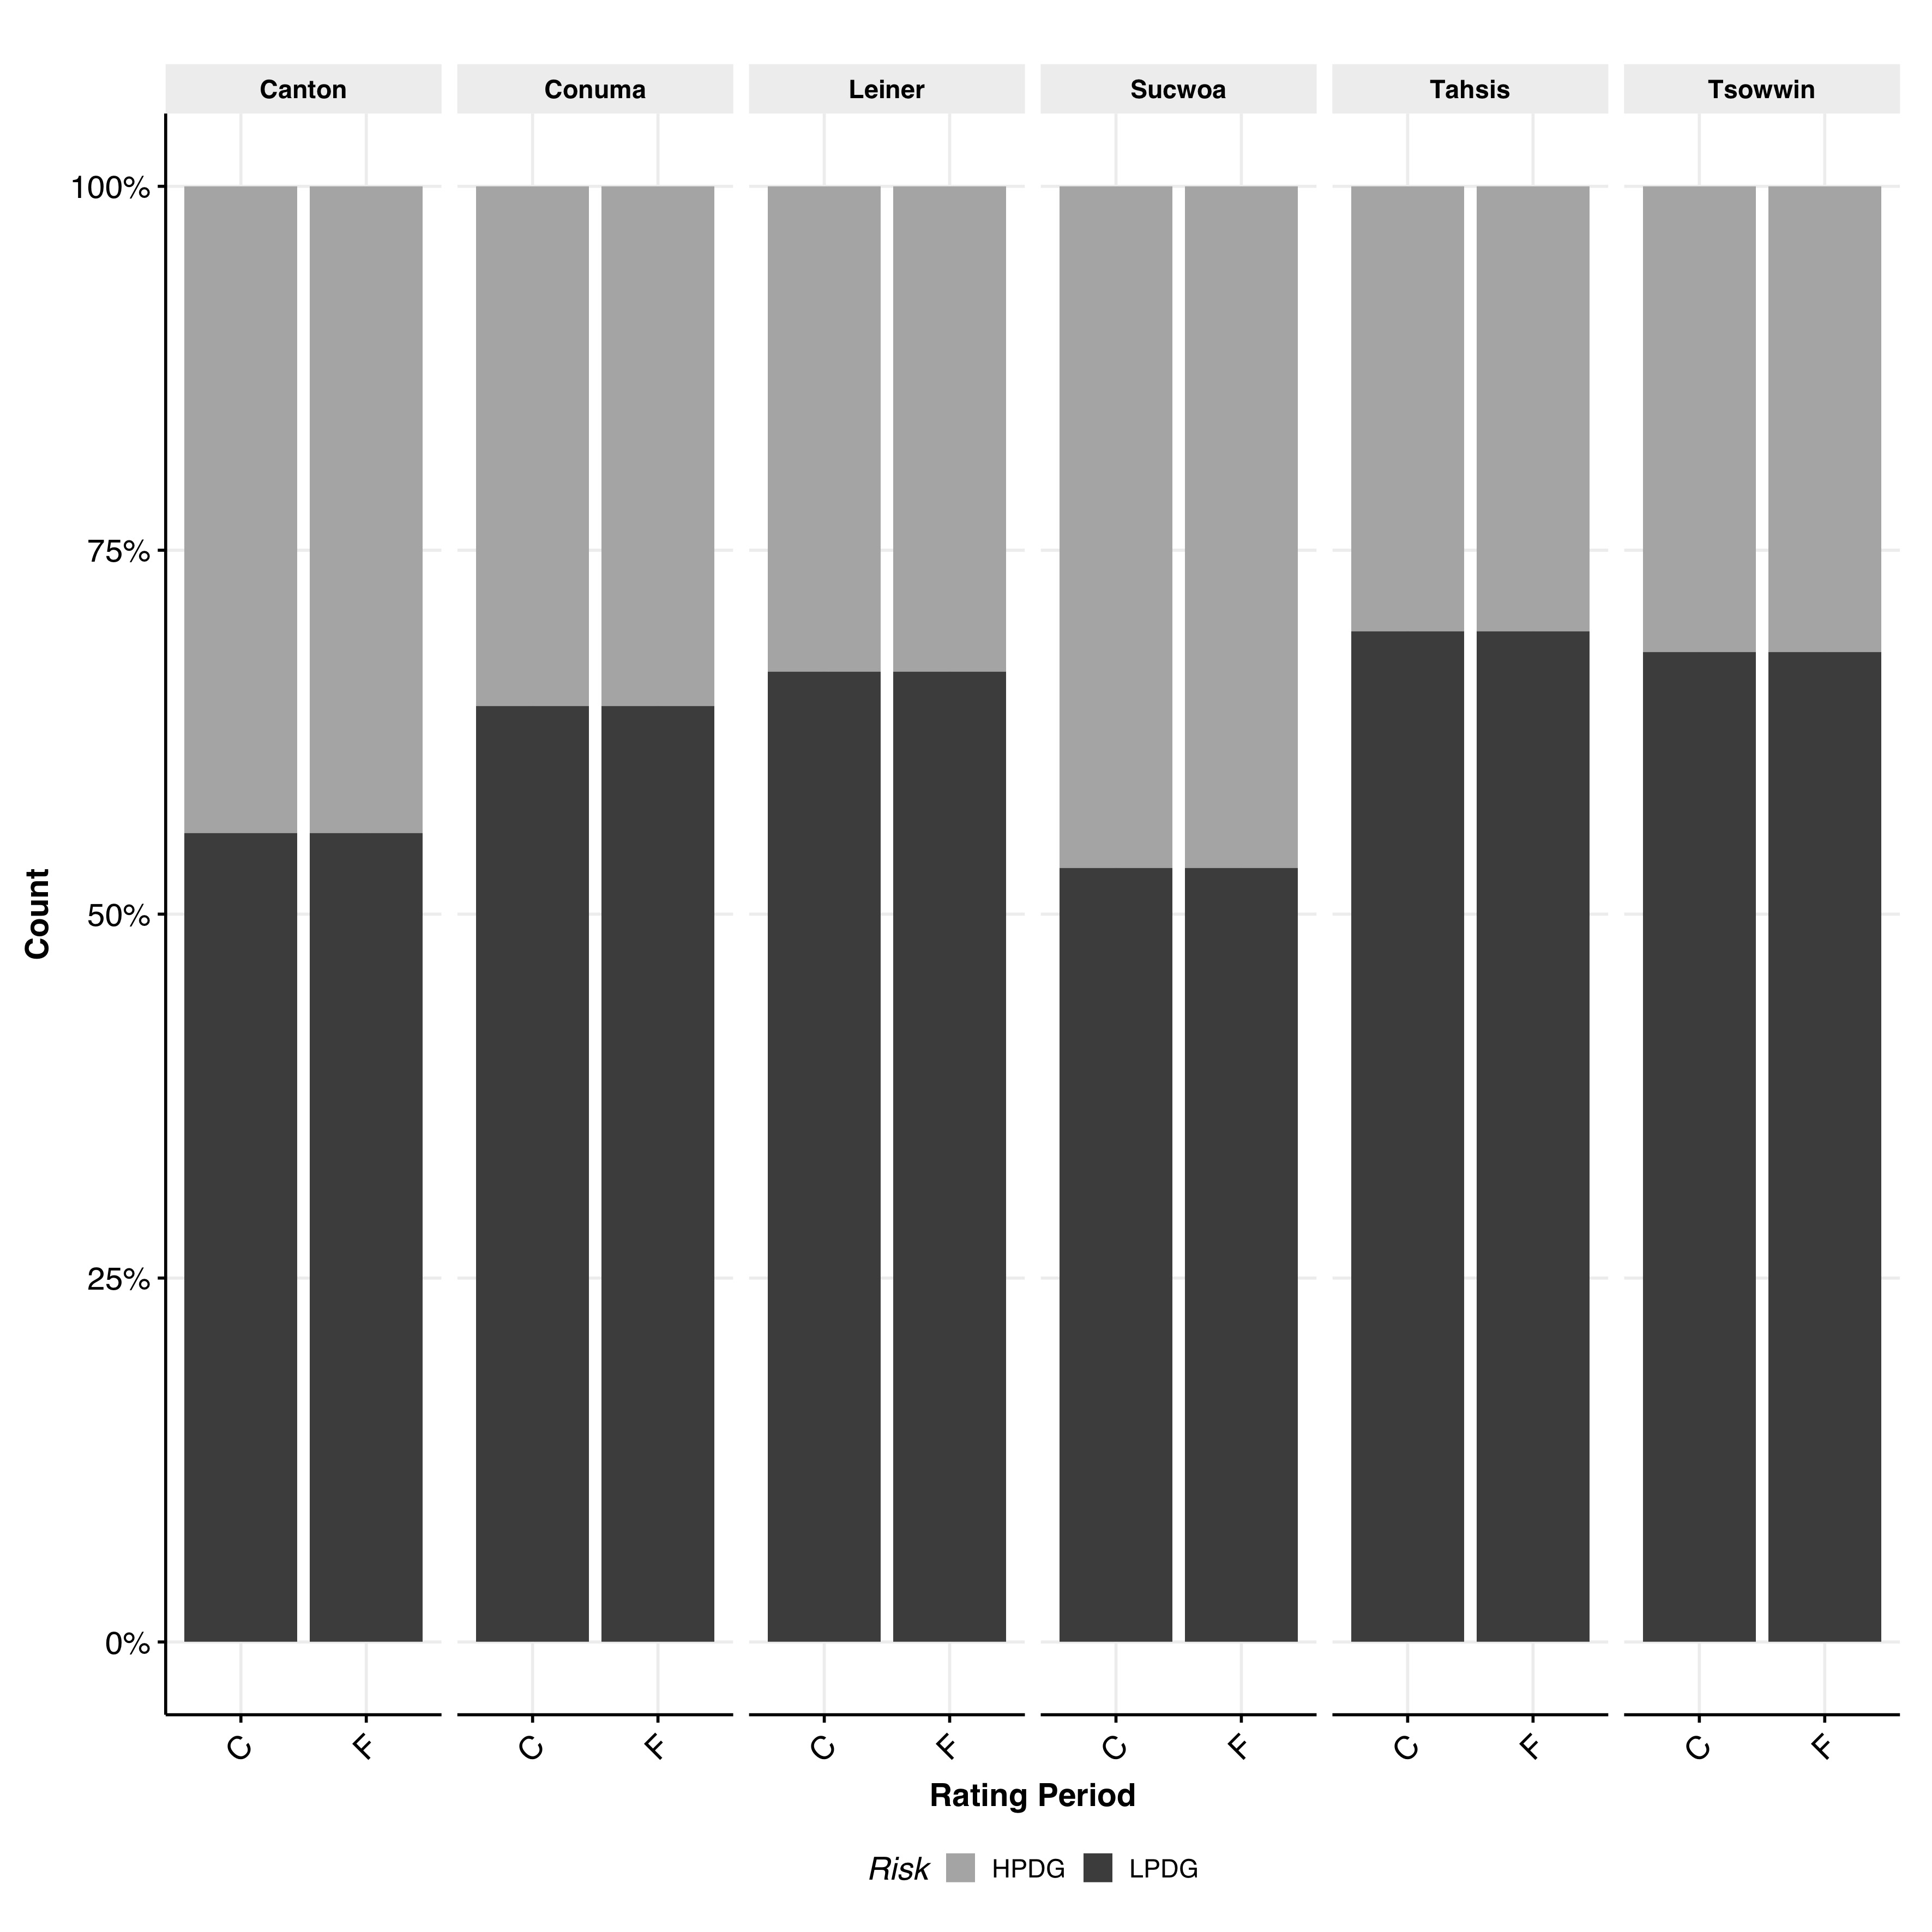 Canton Conuma Leiner Sucwoa Tahsis Tsowwin
100%
75%
50%
25%
0%
Count
C F C F C F C F C F C F
Rating Period
Risk HPDG LPDG